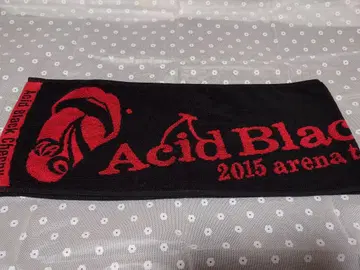 Acid Black Cherry
Acid Blac
2015 arena t